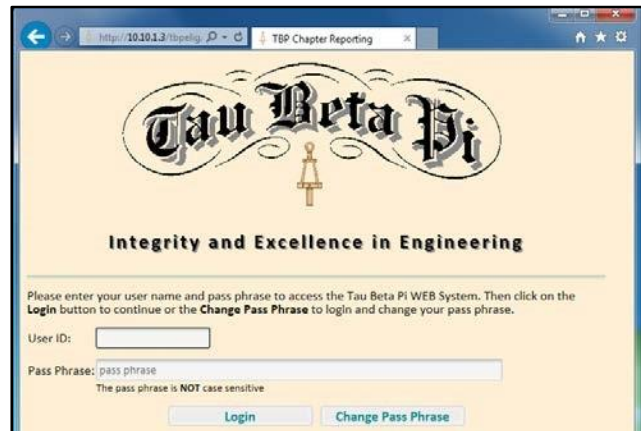 http://10.10.1.3/tbpelig.
TBP Chapter Reporting
Tau Beta Pi
Integrity and Excellence in Engineering
Please enter your user name and pass phrase to access the Tau Beta Pi WEB System. Then click on the
Login button to continue or the Change Pass Phrase to login and change your pass phrase.
User ID:
Pass Phrase: pass phrase
The pass phrase is NOT case sensitive
Login Change Pass Phrase